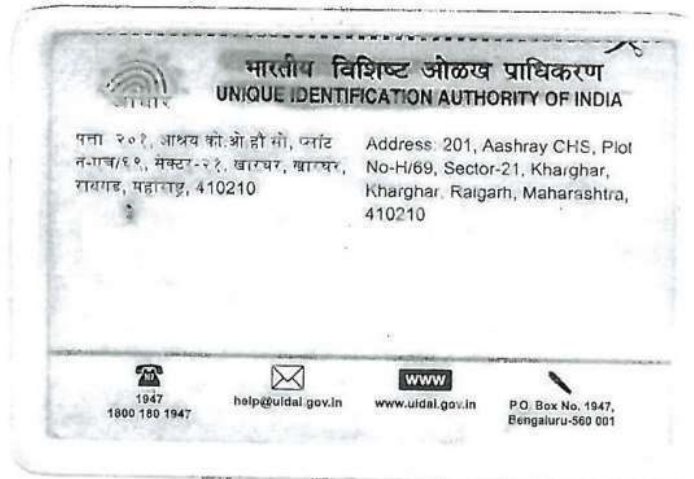 भारतीय विशिष्ट ओळख प्राधिकरण
UNIQUE IDENTIFICATION AUTHORITY OF INDIA
आधार
पत्ता २०१, आश्रय को.ओ हौ सो, प्लॉट
न-एच/६९, सेक्टर-२१, खारघर, खारघर,
रायगड, महाराष्ट्र, 410210
Address: 201, Aashray CHS, Plot
No-H/69, Sector-21, Kharghar,
Kharghar, Raigarh, Maharashtra,
410210
1947
1800 180 1947
help@uidai.gov.in
WWW
www.uidai.gov.in
P.O. Box No. 1947,
Bengaluru-560 001